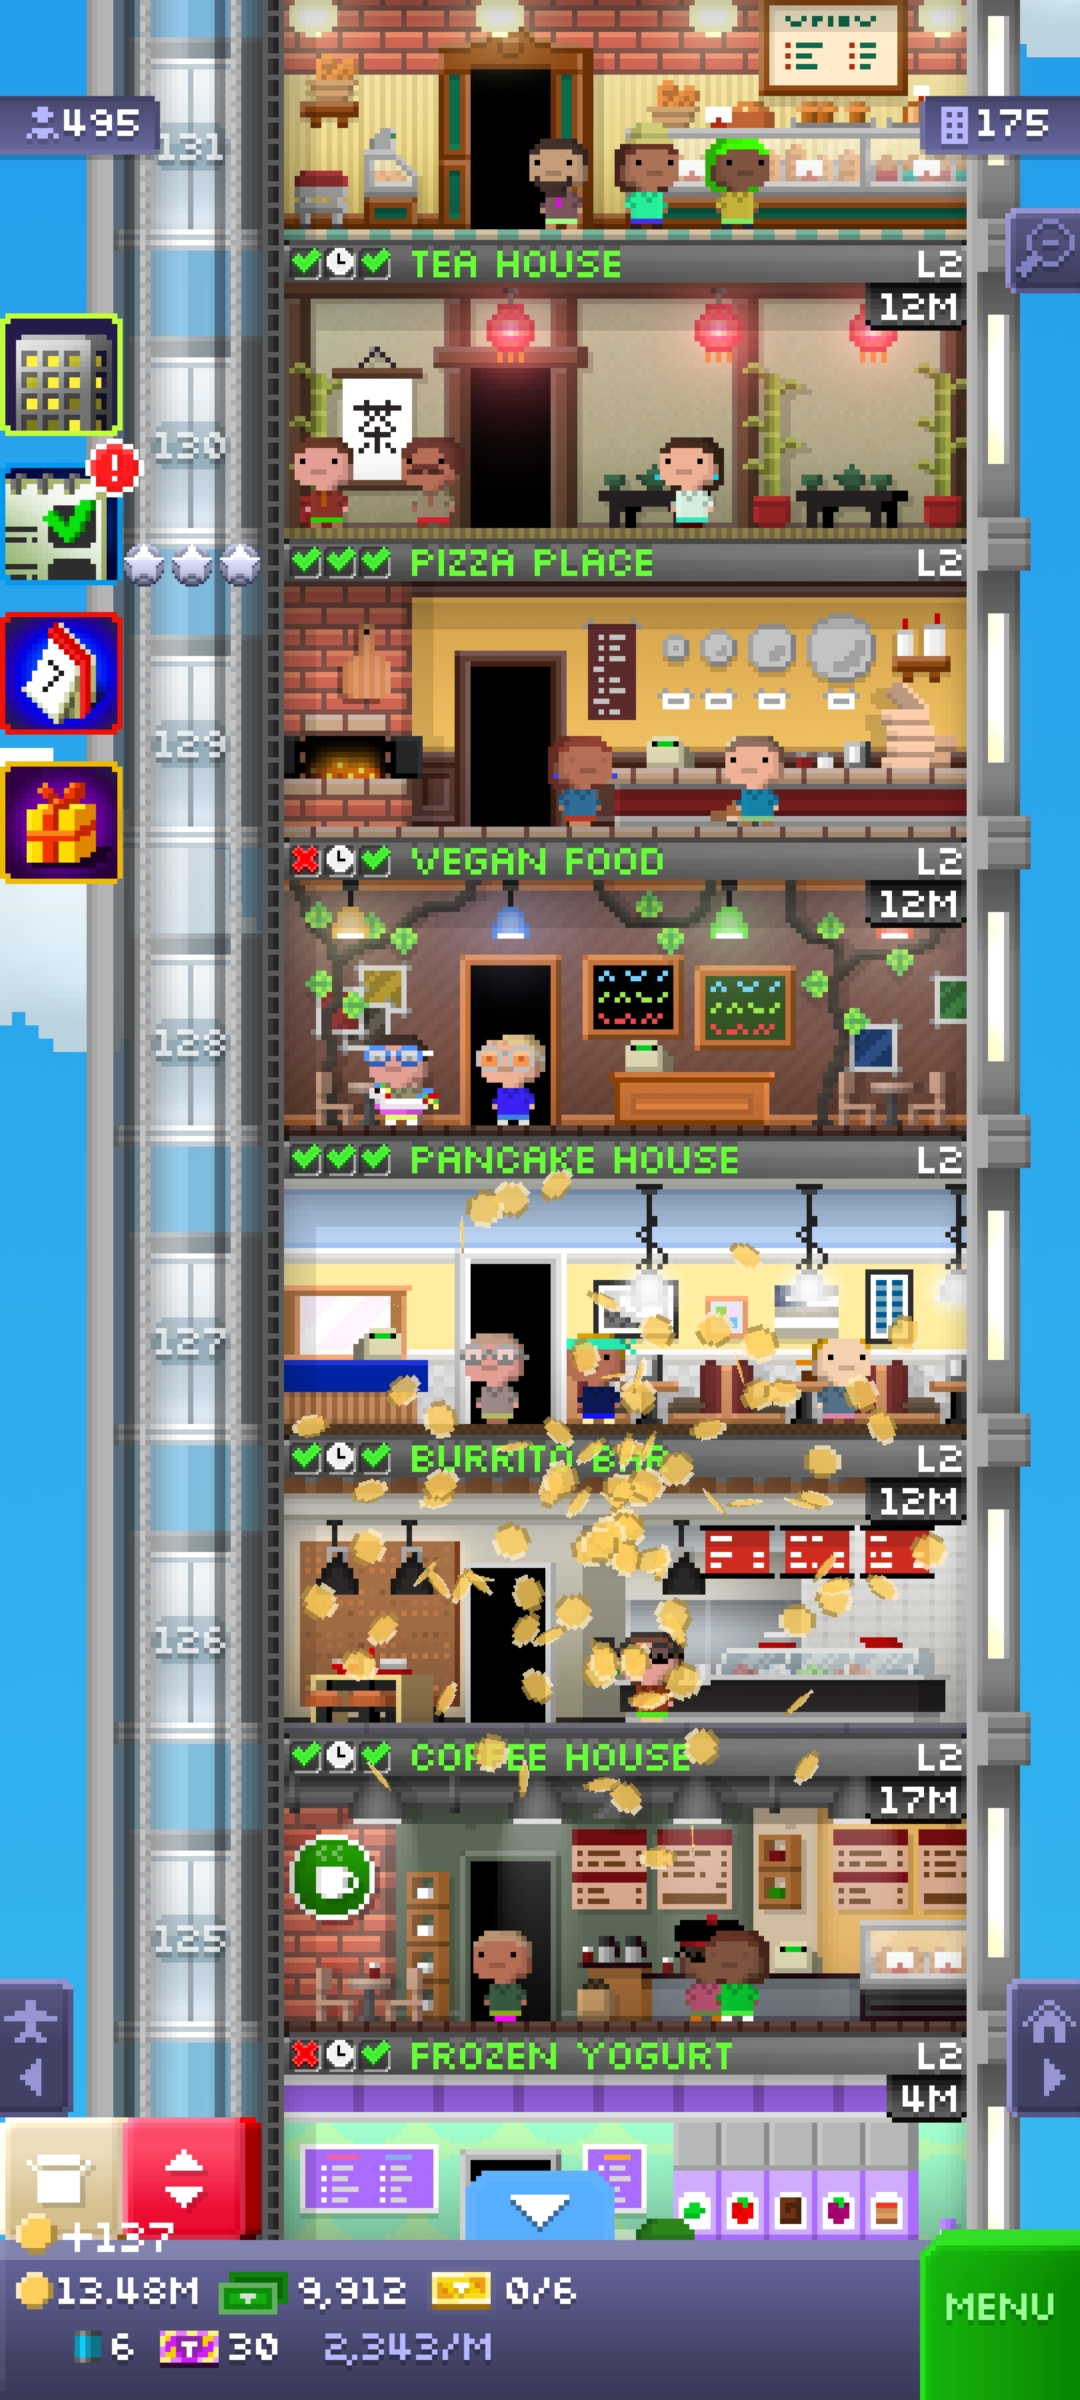 495
175
131
TEA HOUSE L2
12M
茶
130
PIZZA PLACE L2
129
VEGAN FOOD L2
12M
128
PANCAKE HOUSE L2
127
BURRITO BAR L2
12M
126
COFFEE HOUSE L2
17M
125
FROZEN YOGURT L2
4M
+137
13.48M 9,912 0/6
MENU
6 T 30 2,343/M